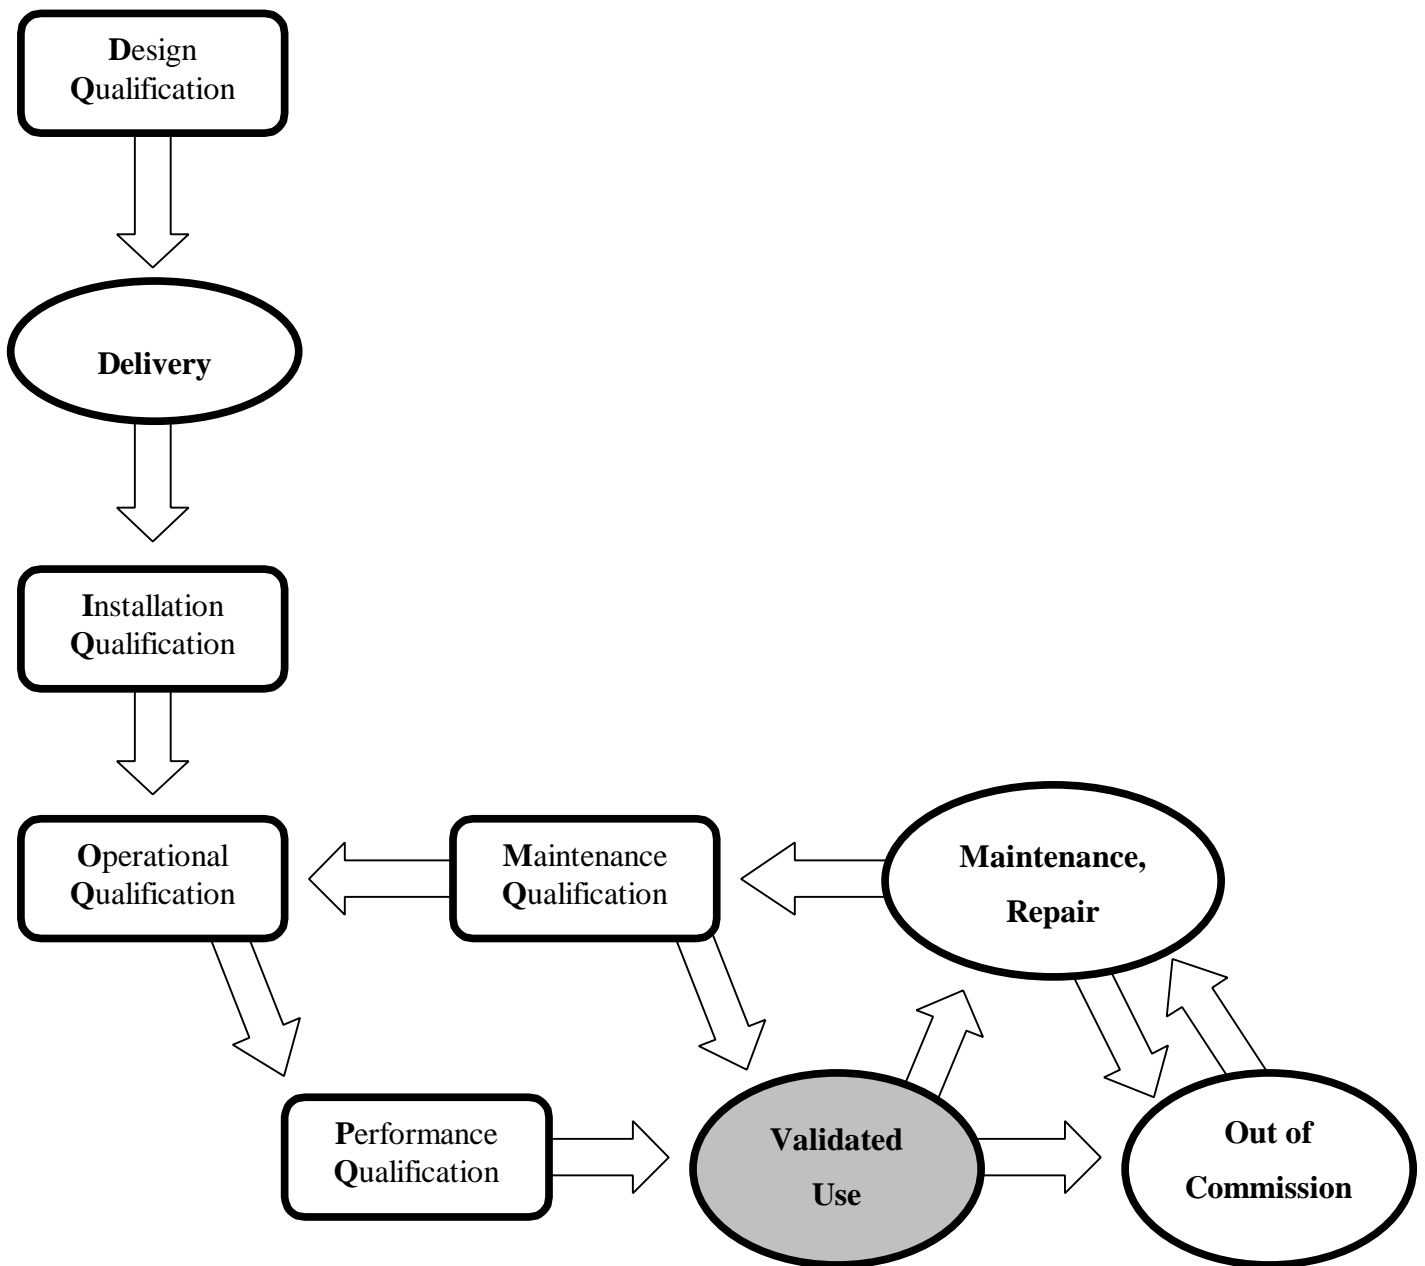 Design
Qualification
Delivery
Installation
Qualification
Operational
Qualification
Maintenance
Qualification
Maintenance,
Repair
Performance
Qualification
Validated
Use
Out of
Commission